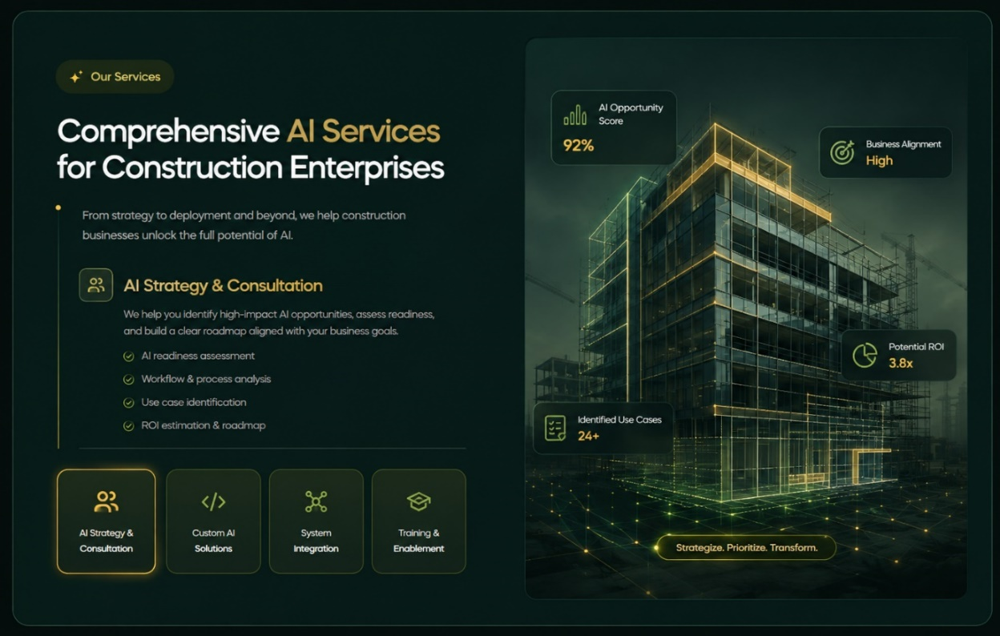 Our Services
Comprehensive AI Services
for Construction Enterprises
From strategy to deployment and beyond, we help construction
businesses unlock the full potential of AI.
AI Strategy & Consultation
We help you identify high-impact AI opportunities, assess readiness,
and build a clear roadmap aligned with your business goals.
AI readiness assessment
Workflow & process analysis
Use case identification
ROI estimation & roadmap
AI Strategy &
Consultation
Custom AI
Solutions
System
Integration
Training &
Enablement
AI Opportunity
Score
92%
Business Alignment
High
Potential ROI
3.8x
Identified Use Cases
24+
Strategize. Prioritize. Transform.